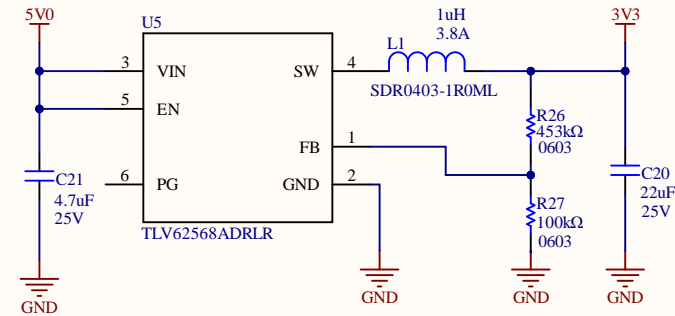 5V0
U5
1uH
3.8A
3V3
L1
3
VIN
SW
4
SDR0403-1R0ML
5
EN
R26
453kΩ
0603
FB
1
C21
4.7uF
25V
6
PG
GND
2
C20
22uF
25V
R27
100kΩ
0603
TLV62568ADRLR
GND
GND
GND
GND